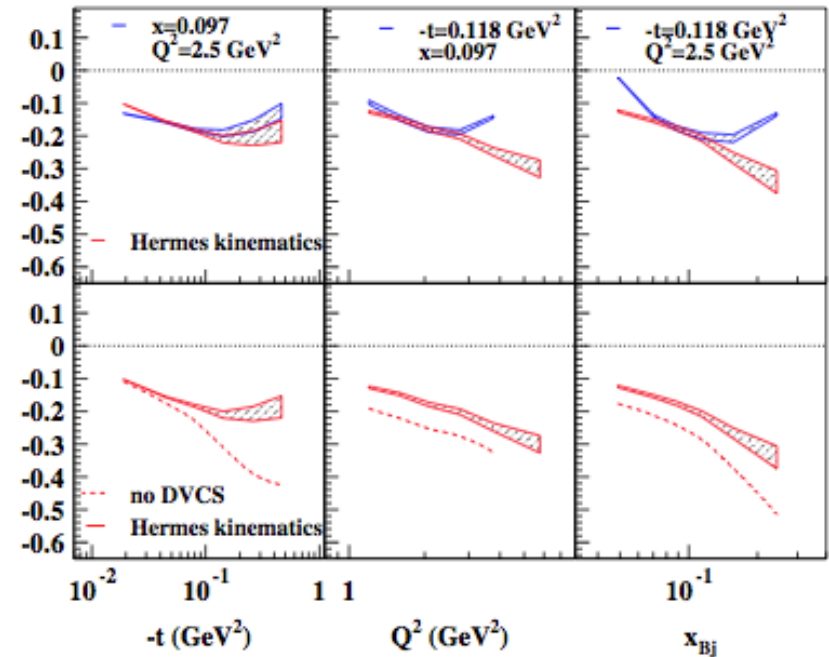 x=0.097
Q²=2.5 GeV²
-t=0.118 GeV²
x=0.097
-t=0.118 GeV²
Q²=2.5 GeV²
0.1
0
-0.1
-0.2
-0.3
-0.4
-0.5
-0.6
Hermes kinematics
0.1
0
-0.1
-0.2
-0.3
-0.4
-0.5
-0.6
no DVCS
Hermes kinematics
10⁻² 10⁻¹ 1 1 10⁻¹
-t (GeV²) Q² (GeV²) x_Bj